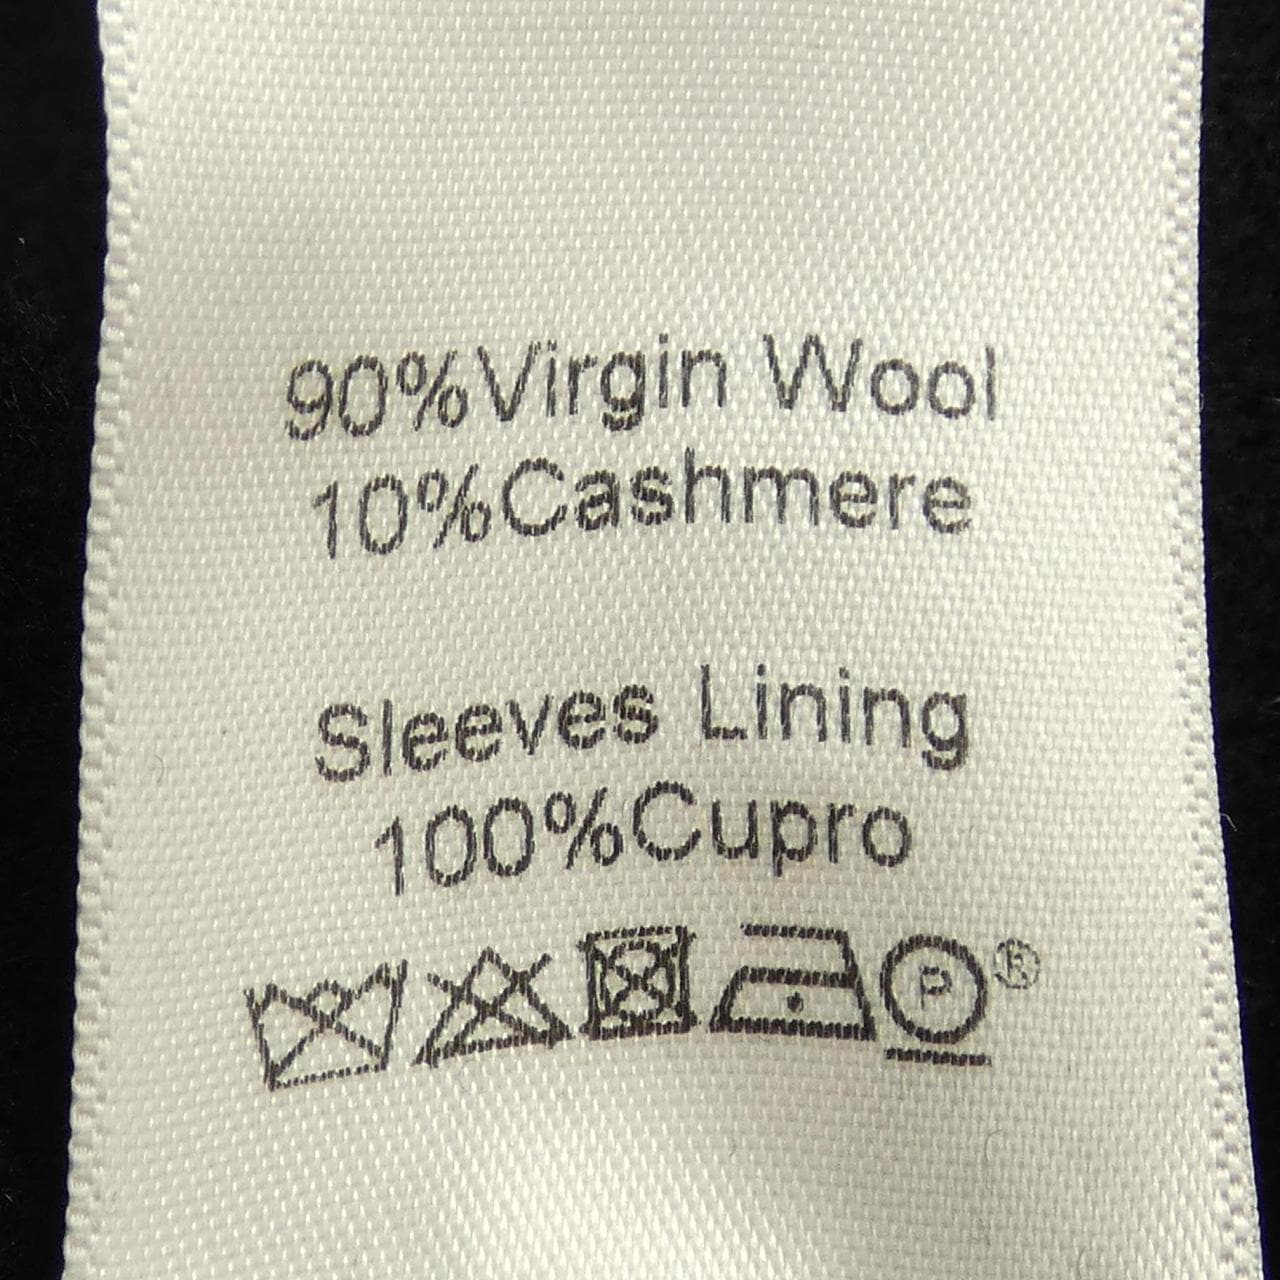 90%Virgin Wool
10%Cashmere
Sleeves Lining
100%Cupro
P ®